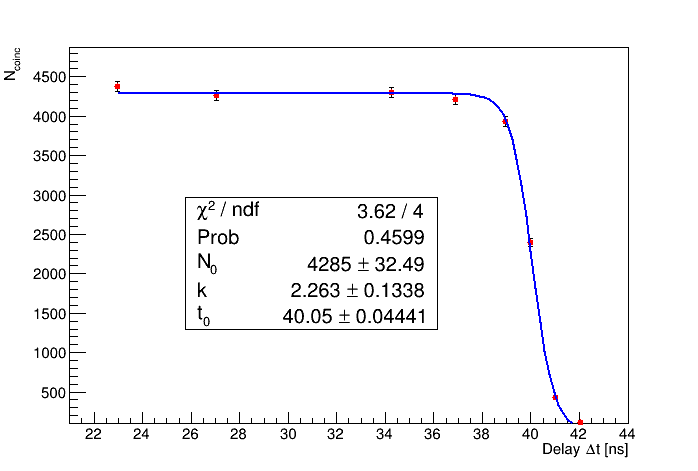 N_coinc
4500
4000
3500
3000
2500
2000
1500
1000
500
χ² / ndf 3.62 / 4
Prob 0.4599
N₀ 4285 ± 32.49
k 2.263 ± 0.1338
t₀ 40.05 ± 0.04441
22 24 26 28 30 32 34 36 38 40 42 44
Delay Δt [ns]